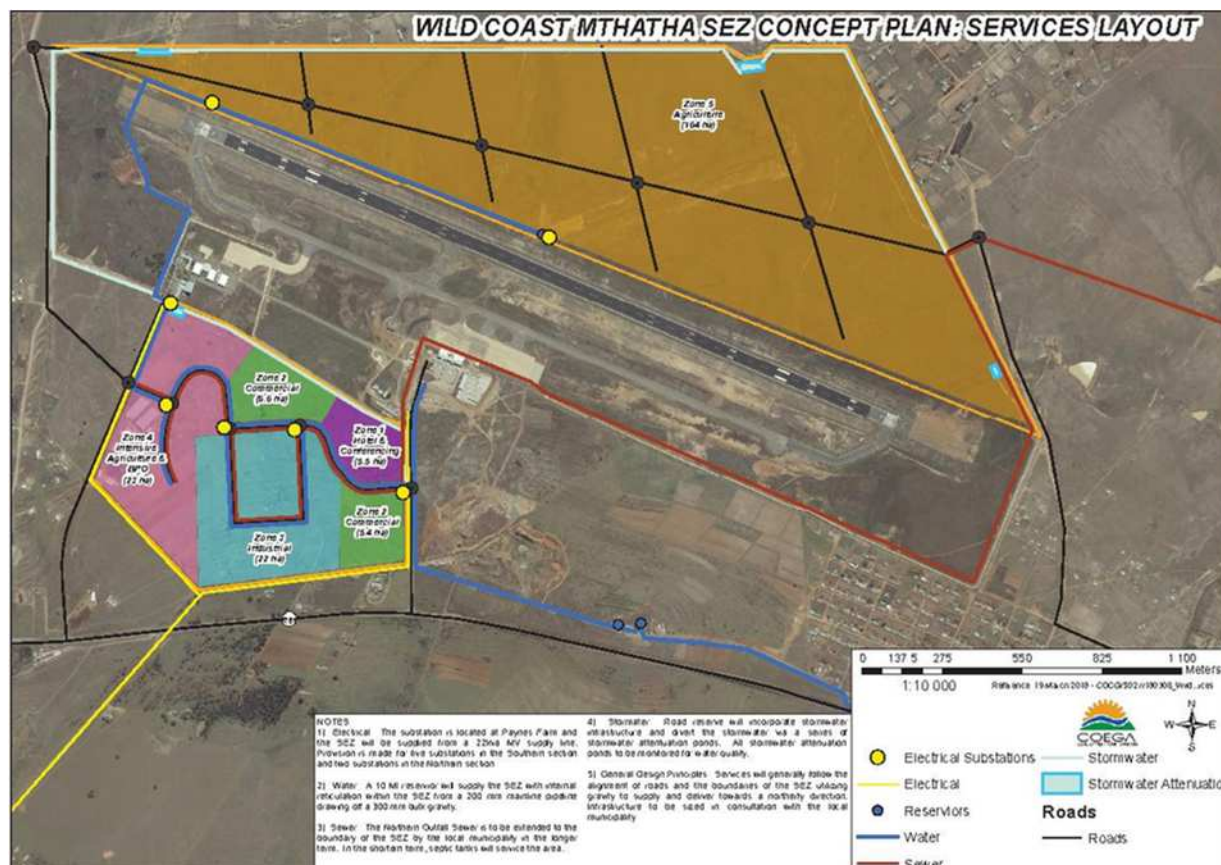 WILD COAST MTHATHA SEZ CONCEPT PLAN: SERVICES LAYOUT
Zone 5
Agriculture
(164 ha)
Zone 2
Commercial
(5.6 ha)
Zone 1
Hotel &
Conferencing
(5.5 ha)
Zone 4
Intensive
Agriculture &
BPO
(22 ha)
Zone 3
Industrial
(22 ha)
Zone 2
Commercial
(5.4 ha)
NOTES
1) Electrical The substation is located at Paynes Farm and
the SEZ will be supplied from a MV supply line.
Provision is made for five substations in the Southern section
and two substations in the Northern section
2) Water A 10 Ml reservoir will supply the SEZ with internal
reticulation within the SEZ from a 200 mm mainline pipeline
drawing off a 300 mm bulk gravity.
3) Sewer The Northern Outfall Sewer is to be extended to the
boundary of the SEZ by the local municipality in the longer
term. In the shorter term, septic tanks will service the area.
4) Stormwater Road reserve will incorporate stormwater
infrastructure and divert the stormwater via a series of
stormwater attenuation ponds. All stormwater attenuation
ponds to be monitored for water quality.
5) General Design Principles Services will generally follow the
alignment of roads and the boundaries of the SEZ utilizing
gravity to supply and deliver towards a northerly direction.
Infrastructure to be sized in consultation with the local
municipality
0 137 5 275 550 825 1 100
Meters
1:10 000
COEGA
N
W E
S
Electrical Substations
Electrical
Reserviors
Water
Sewer
Stormwater
Stormwater Attenuatio
Roads
Roads